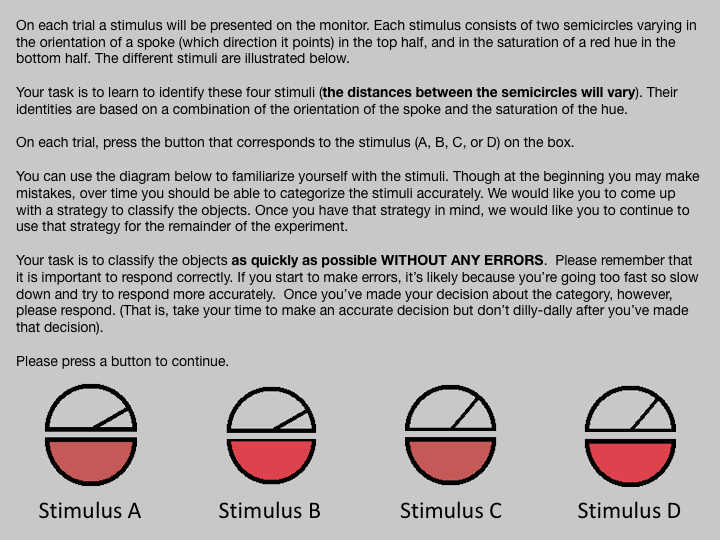 On each trial a stimulus will be presented on the monitor. Each stimulus consists of two semicircles varying in
the orientation of a spoke (which direction it points) in the top half, and in the saturation of a red hue in the
bottom half. The different stimuli are illustrated below.
Your task is to learn to identify these four stimuli (the distances between the semicircles will vary). Their
identities are based on a combination of the orientation of the spoke and the saturation of the hue.
On each trial, press the button that corresponds to the stimulus (A, B, C, or D) on the box.
You can use the diagram below to familiarize yourself with the stimuli. Though at the beginning you may make
mistakes, over time you should be able to categorize the stimuli accurately. We would like you to come up
with a strategy to classify the objects. Once you have that strategy in mind, we would like you to continue to
use that strategy for the remainder of the experiment.
Your task is to classify the objects as quickly as possible WITHOUT ANY ERRORS.  Please remember that
it is important to respond correctly. If you start to make errors, it's likely because you're going too fast so slow
down and try to respond more accurately.  Once you've made your decision about the category, however,
please respond. (That is, take your time to make an accurate decision but don't dilly-dally after you've made
that decision).
Please press a button to continue.
Stimulus A Stimulus B Stimulus C Stimulus D